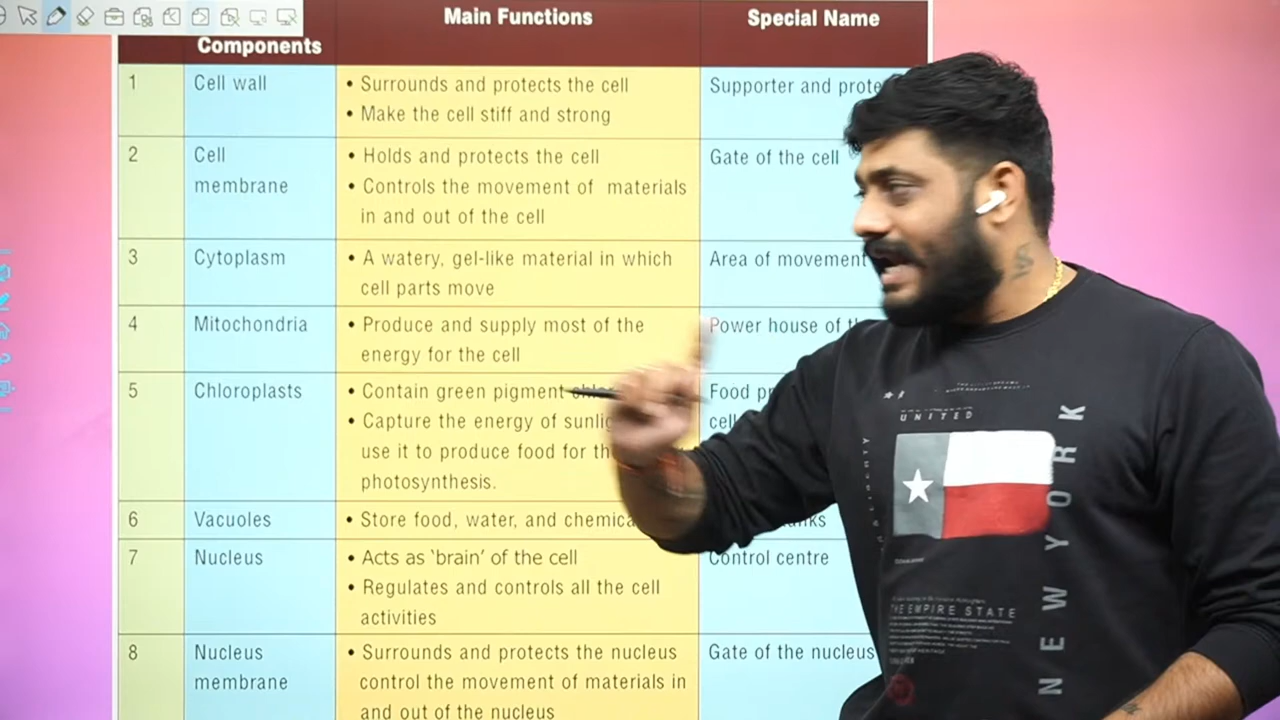 Main Functions
Special Name
Components
1
Cell wall
• Surrounds and protects the cell
• Make the cell stiff and strong
Supporter and
2
Cell
membrane
• Holds and protects the cell
• Controls the movement of materials
in and out of the cell
Gate of the cell
3
Cytoplasm
• A watery, gel-like material in which
cell parts move
Area of movement
4
Mitochondria
• Produce and supply most of the
energy for the cell
Power house of
5
Chloroplasts
• Contain green pigment
• Capture the energy of
use it to produce food for
photosynthesis.
Food
6
Vacuoles
• Store food, water, and
7
Nucleus
• Acts as ‘brain’ of the cell
• Regulates and controls all the cell
activities
Control centre
8
Nucleus
membrane
• Surrounds and protects the nucleus
control the movement of materials in
and out of the nucleus
Gate of the nucleus
UNITED
NEW YORK
THE EMPIRE STATE